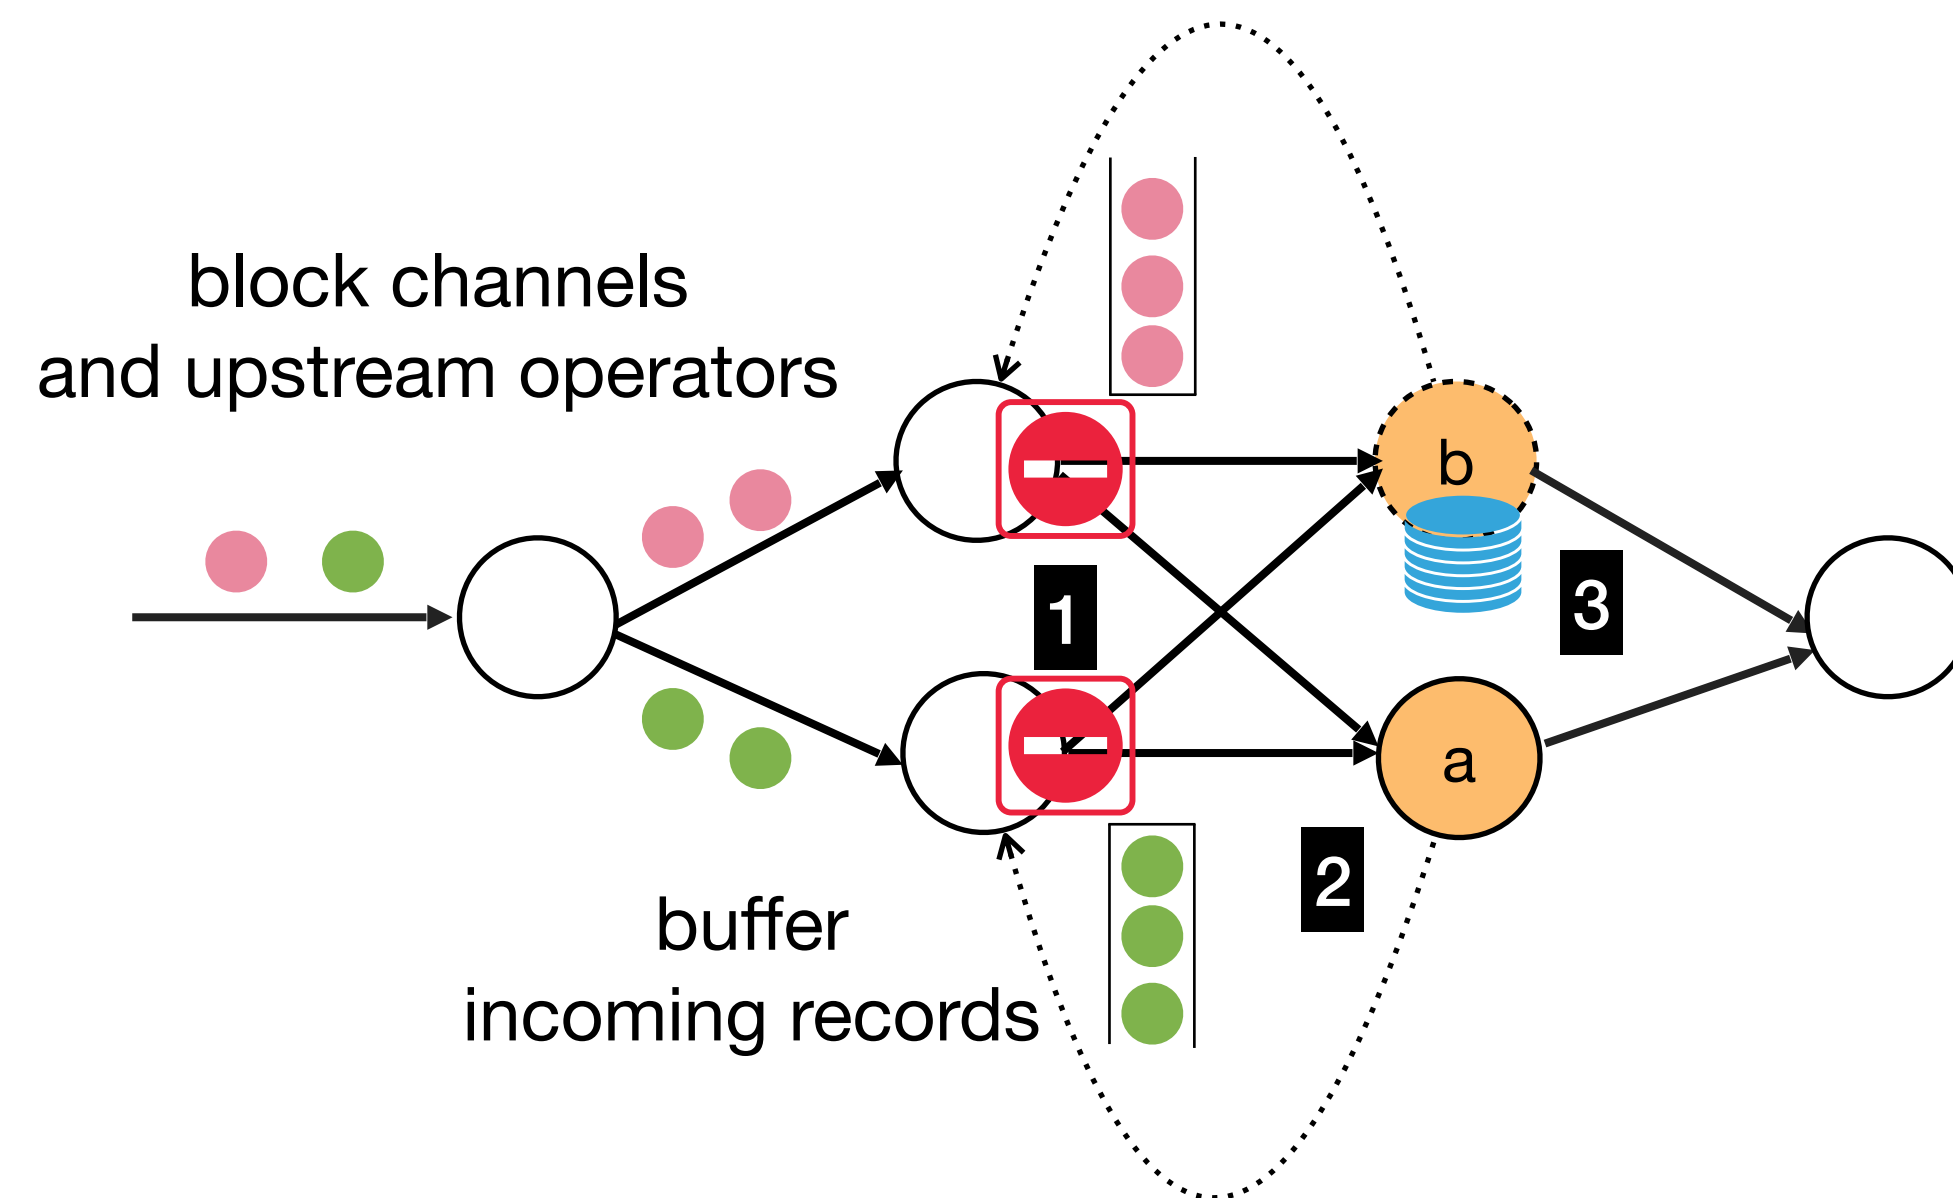 block channels
and upstream operators
b
1
3
a
2
buffer
incoming records